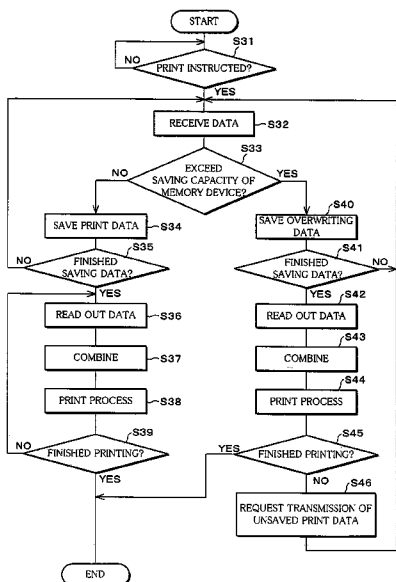 START
S31
PRINT INSTRUCTED?
NO
YES
RECEIVE DATA
S32
S33
EXCEED
SAVING CAPACITY OF
MEMORY DEVICE?
NO
YES
SAVE PRINT DATA
S34
S35
FINISHED
SAVING DATA?
NO
YES
READ OUT DATA
S36
COMBINE
S37
PRINT PROCESS
S38
S39
FINISHED PRINTING?
NO
YES
S40
SAVE OVERWRITING
DATA
S41
FINISHED
SAVING DATA?
NO
YES
S42
READ OUT DATA
S43
COMBINE
S44
PRINT PROCESS
S45
FINISHED PRINTING?
YES
NO
S46
REQUEST TRANSMISSION OF
UNSAVED PRINT DATA
END